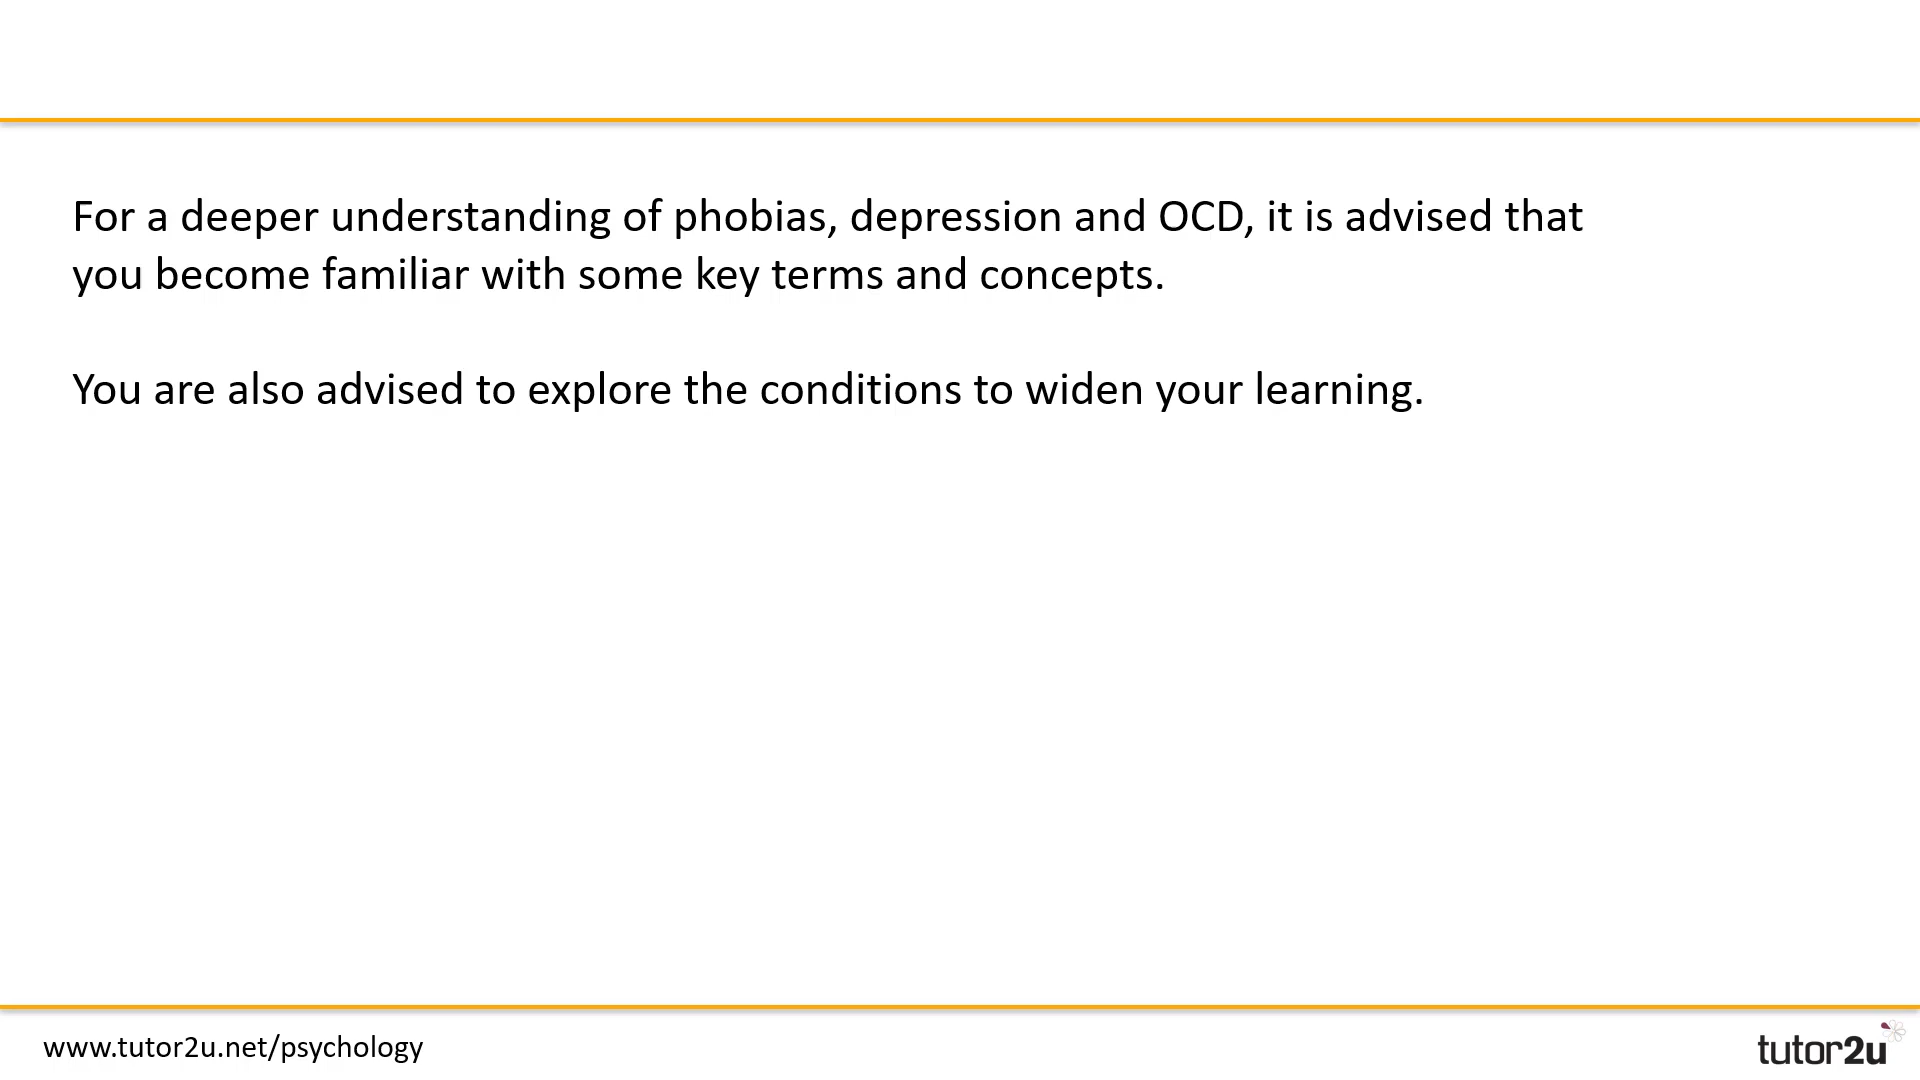 For a deeper understanding of phobias, depression and OCD, it is advised that
you become familiar with some key terms and concepts.
You are also advised to explore the conditions to widen your learning.
www.tutor2u.net/psychology
tutor2u